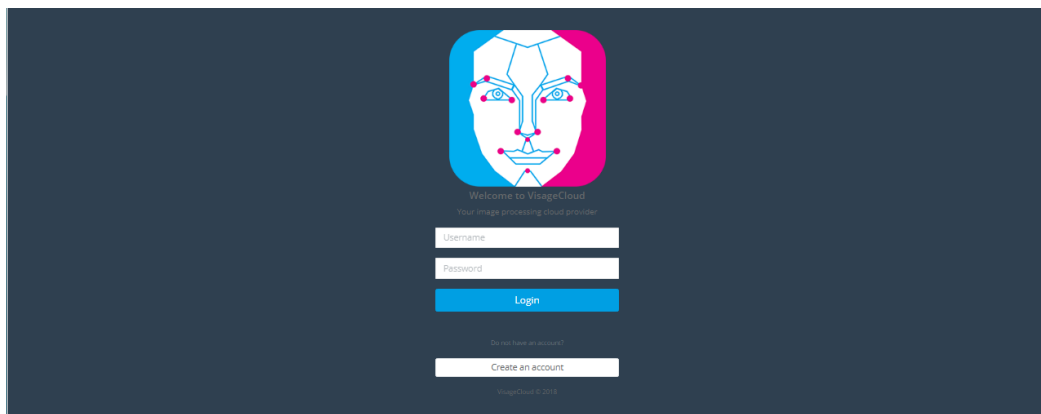 Welcome to VisageCloud
Your image processing cloud provider
Username
Password
Login
Do not have an account?
Create an account
VisageCloud © 2018